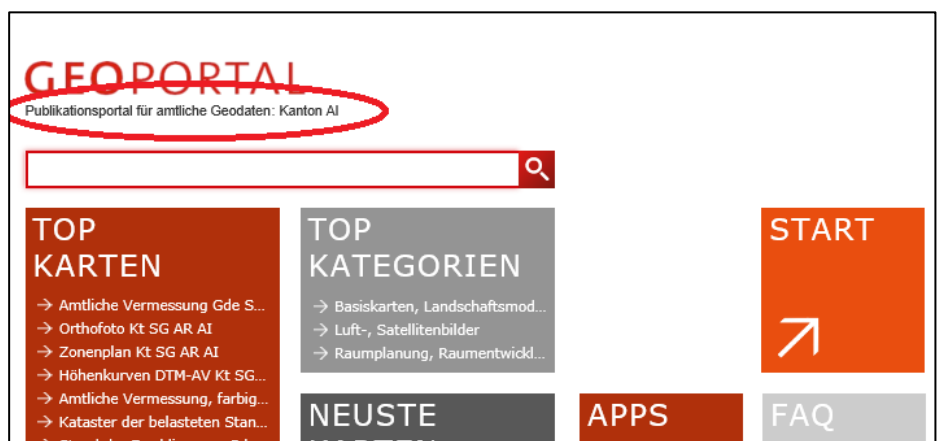 GEOPORTAL
Publikationsportal für amtliche Geodaten: Kanton AI
TOP
KARTEN
→ Amtliche Vermessung Gde S...
→ Orthofoto Kt SG AR AI
→ Zonenplan Kt SG AR AI
→ Höhenkurven DTM-AV Kt SG...
→ Amtliche Vermessung, farbig...
→ Kataster der belasteten Stan...
TOP
KATEGORIEN
→ Basiskarten, Landschaftsmod...
→ Luft-, Satellitenbilder
→ Raumplanung, Raumentwickl...
START
NEUSTE
KARTEN
APPS
FAQ